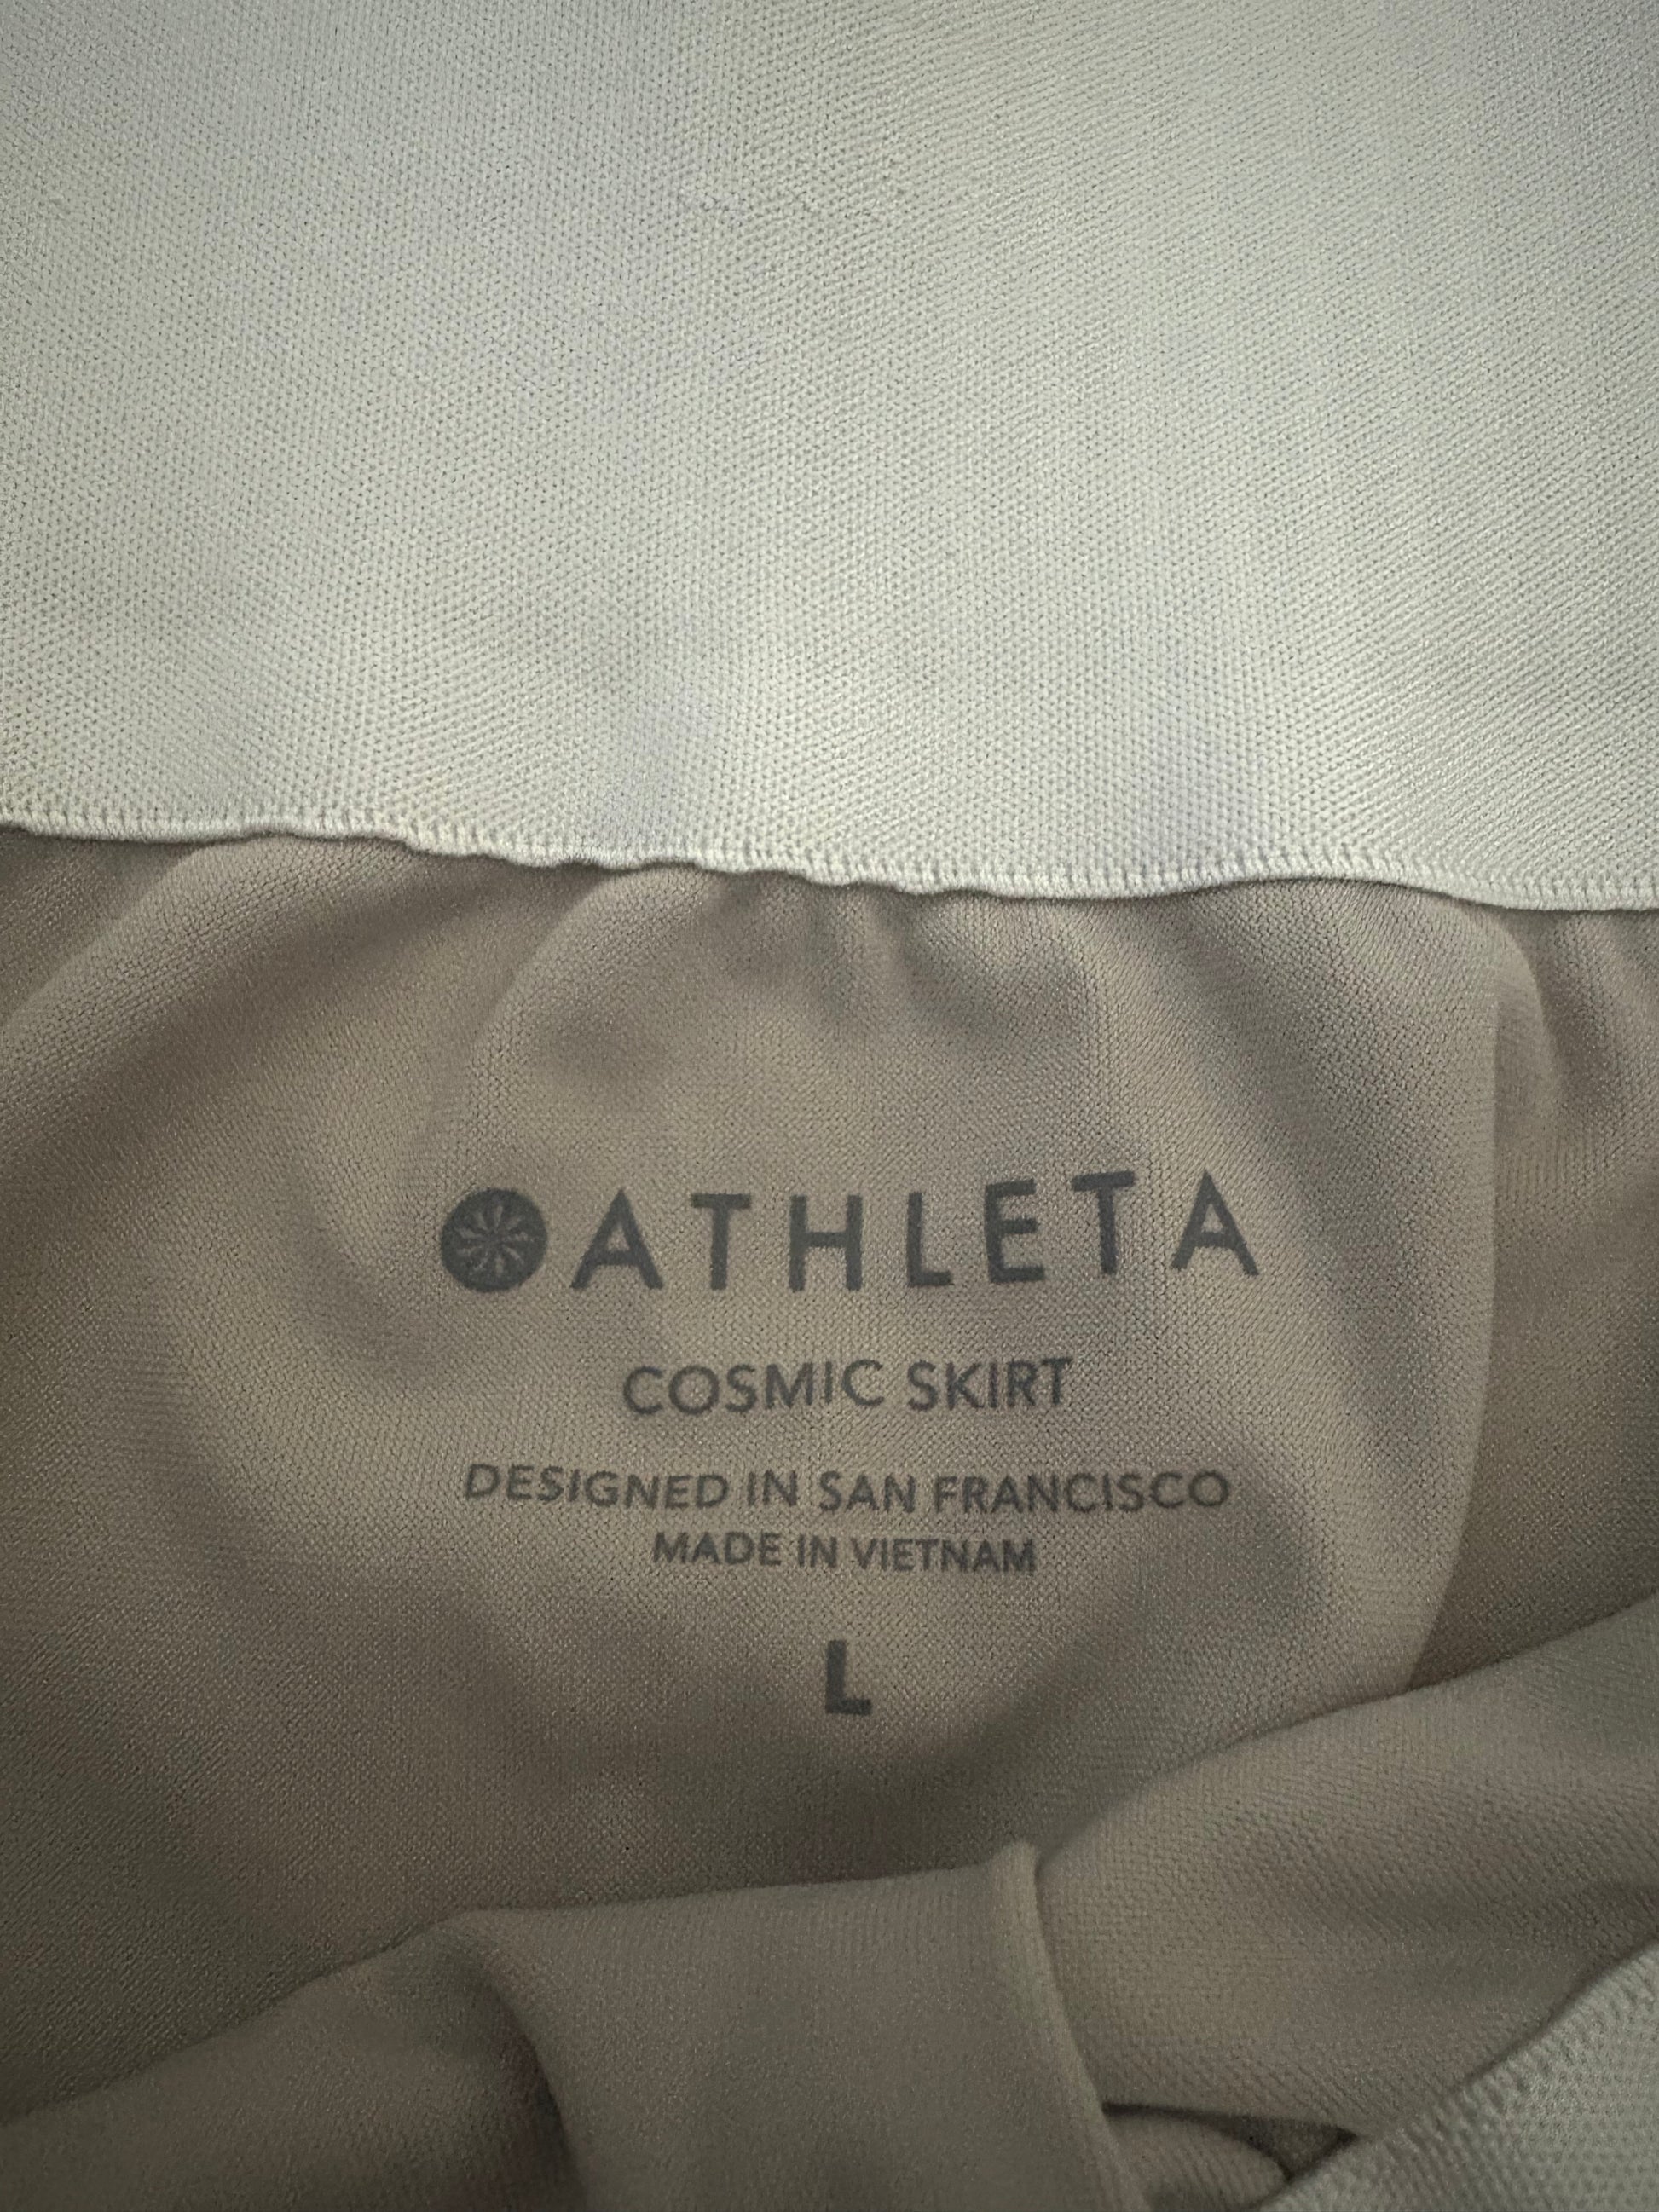 ATHLETA
COSMIC SKIRT
DESIGNED IN SAN FRANCISCO
MADE IN VIETNAM
L